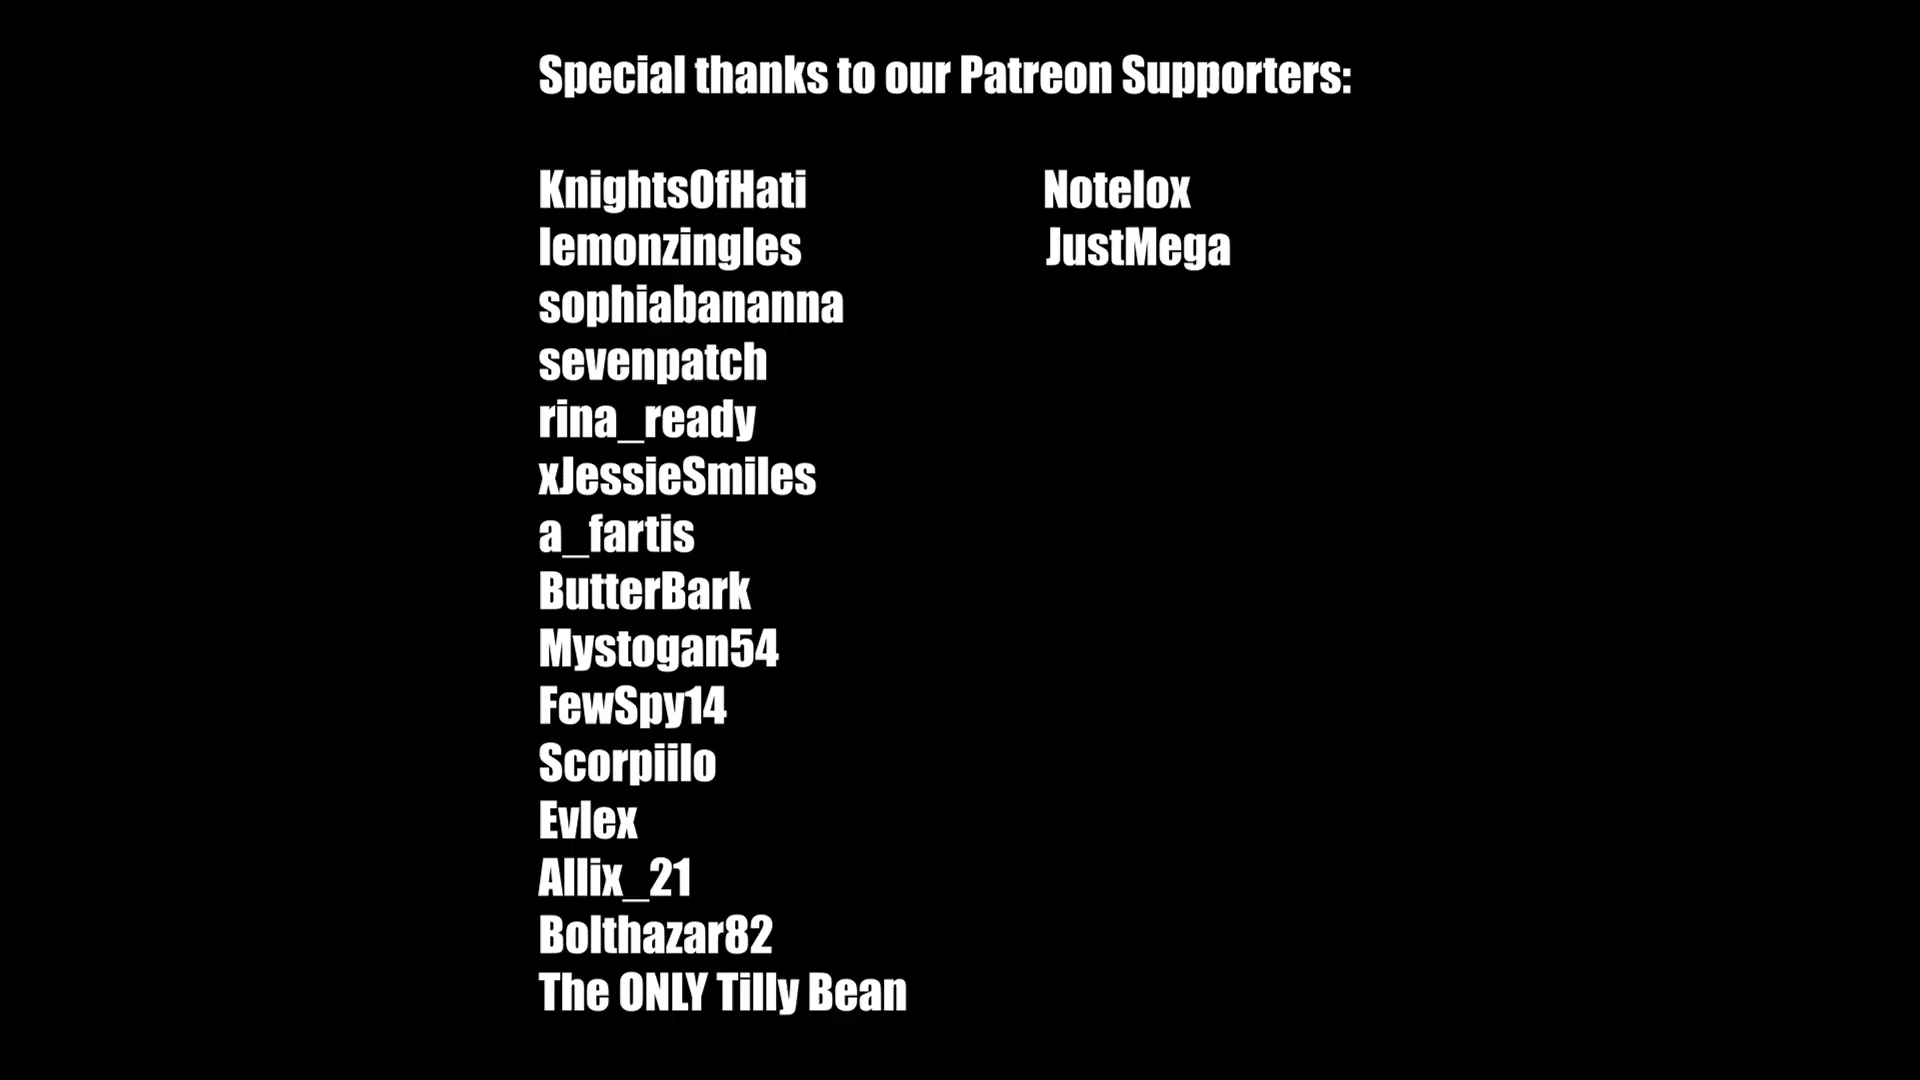 Special thanks to our Patreon Supporters:
KnightsOfHati
lemonzingles
sophiabananna
sevenpatch
rina_ready
xJessieSmiles
a_fartis
ButterBark
Mystogan54
FewSpy14
Scorpiilo
Evlex
Allix_21
Bolthazar82
The ONLY Tilly Bean
Notelox
JustMega